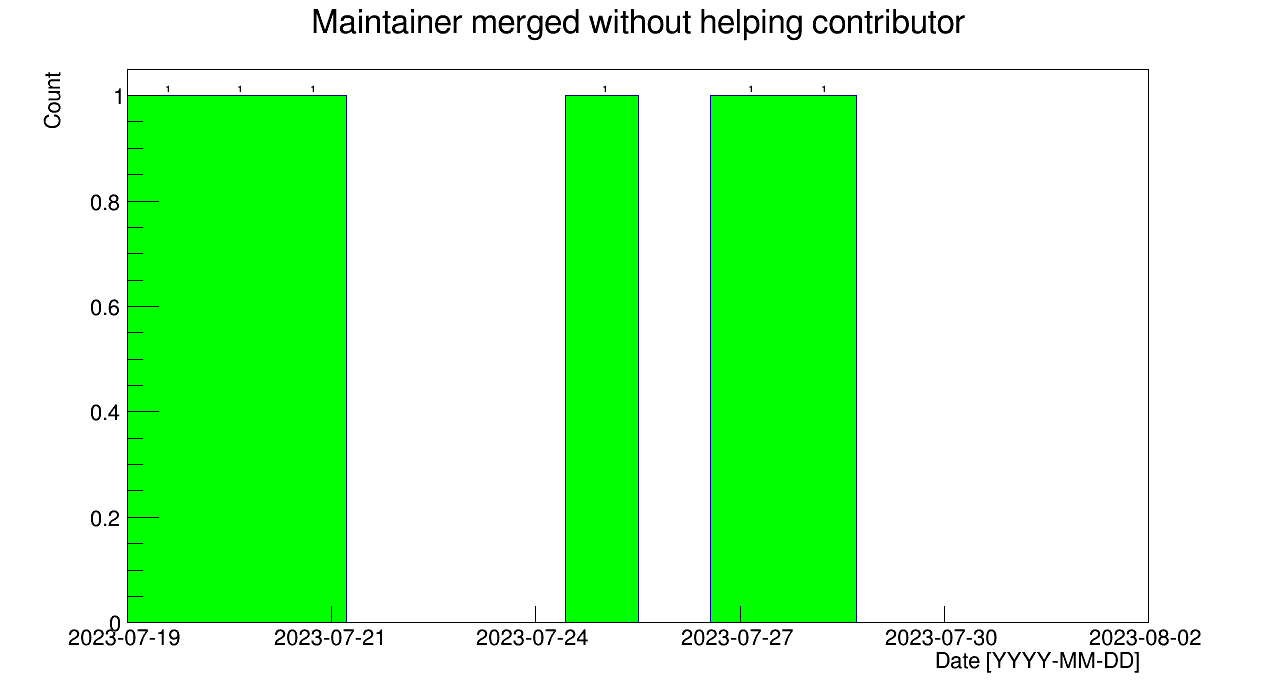 Maintainer merged without helping contributor
Count
1 1 1 1 1 1
1
0.8
0.6
0.4
0.2
0
2023-07-19 2023-07-21 2023-07-24 2023-07-27 2023-07-30 2023-08-02
Date [YYYY-MM-DD]